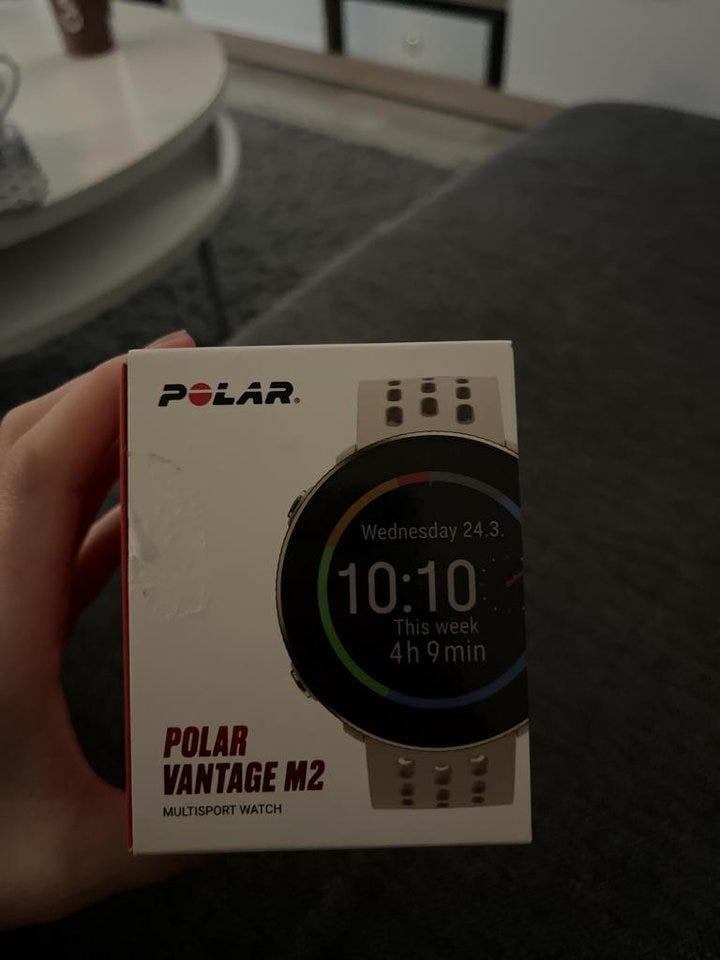 POLAR®
Wednesday 24.3.
10:10
This week
4h 9min
POLAR
VANTAGE M2
MULTISPORT WATCH